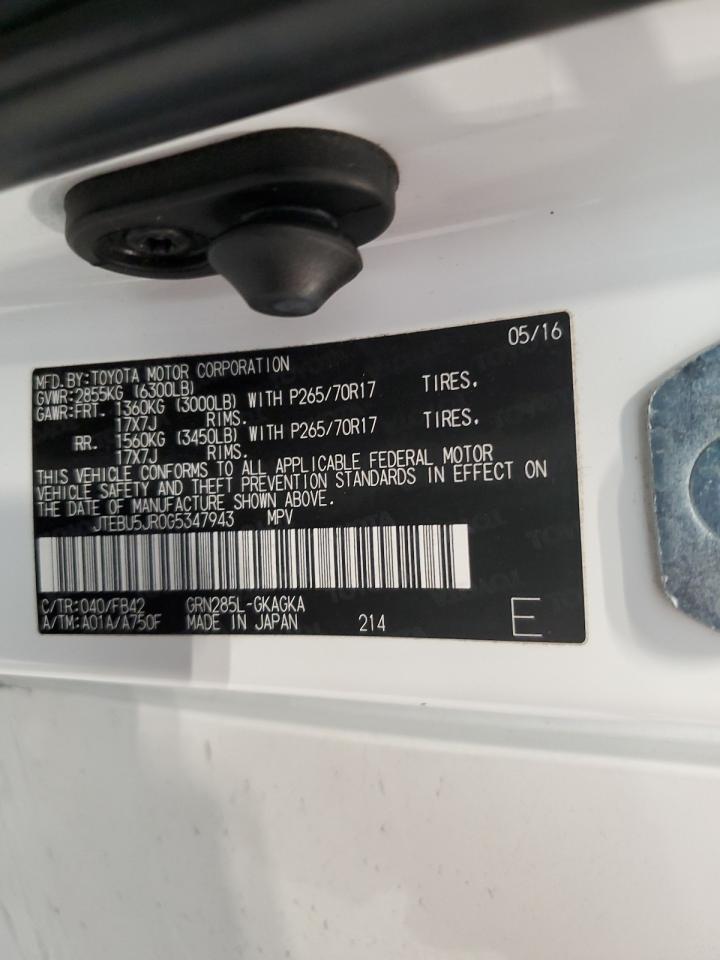 05/16
MFD.BY:TOYOTA MOTOR CORPORATION
GVWR:2855KG (6300LB)
GAWR:FRT. 1360KG (3000LB) WITH P265/70R17 TIRES.
17X7J RIMS.
RR. 1560KG (3450LB) WITH P265/70R17 TIRES.
17X7J RIMS.
THIS VEHICLE CONFORMS TO ALL APPLICABLE FEDERAL MOTOR
VEHICLE SAFETY AND THEFT PREVENTION STANDARDS IN EFFECT ON
THE DATE OF MANUFACTURE SHOWN ABOVE.
JTEBU5JR0G5347943 MPV
C/TR:040/FB42 GRN285L-GKAGKA
A/TM:A01A/A750F MADE IN JAPAN 214 E